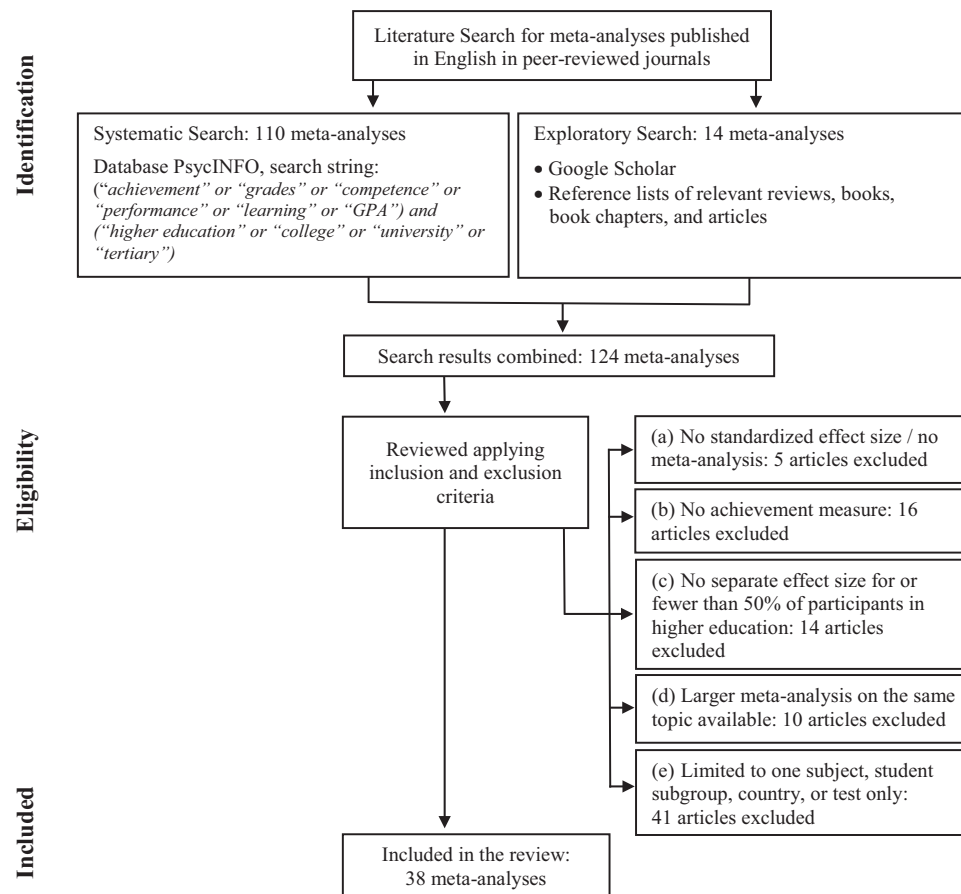 Identification
Literature Search for meta-analyses published
in English in peer-reviewed journals
Systematic Search: 110 meta-analyses
Database PsycINFO, search string:
(“achievement” or “grades” or “competence” or
“performance” or “learning” or “GPA”) and
(“higher education” or “college” or “university” or
“tertiary”)
Exploratory Search: 14 meta-analyses
• Google Scholar
• Reference lists of relevant reviews, books,
book chapters, and articles
Search results combined: 124 meta-analyses
Eligibility
Reviewed applying
inclusion and exclusion
criteria
(a) No standardized effect size / no
meta-analysis: 5 articles excluded
(b) No achievement measure: 16
articles excluded
(c) No separate effect size for or
fewer than 50% of participants in
higher education: 14 articles
excluded
(d) Larger meta-analysis on the same
topic available: 10 articles excluded
(e) Limited to one subject, student
subgroup, country, or test only:
41 articles excluded
Included
Included in the review:
38 meta-analyses